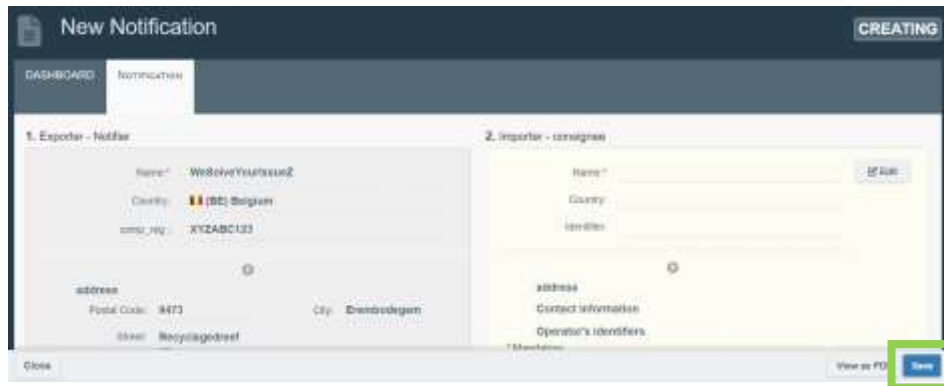 New Notification
CREATING
DASHBOARD
Notification
1. Exporter - Notifier
2. Importer - consignee
Name *
WeSolveYourIssueZ
Name *
Edit
Country
(BE) Belgium
Country
comp_reg
XYZABC123
Identifier
address
address
Postal Code
9473
City
Erembodegem
Contact information
Street
Recyclagedreef
Operator's identifiers
* Mandatory
Close
View as PDF
Save